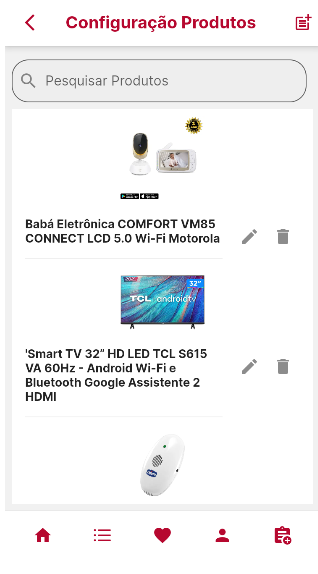 Configuração Produtos
Pesquisar Produtos
Babá Eletrônica COMFORT VM85
CONNECT LCD 5.0 Wi-Fi Motorola
32"
TCL androidtv
'Smart TV 32” HD LED TCL S615
VA 60Hz - Android Wi-Fi e
Bluetooth Google Assistente 2
HDMI